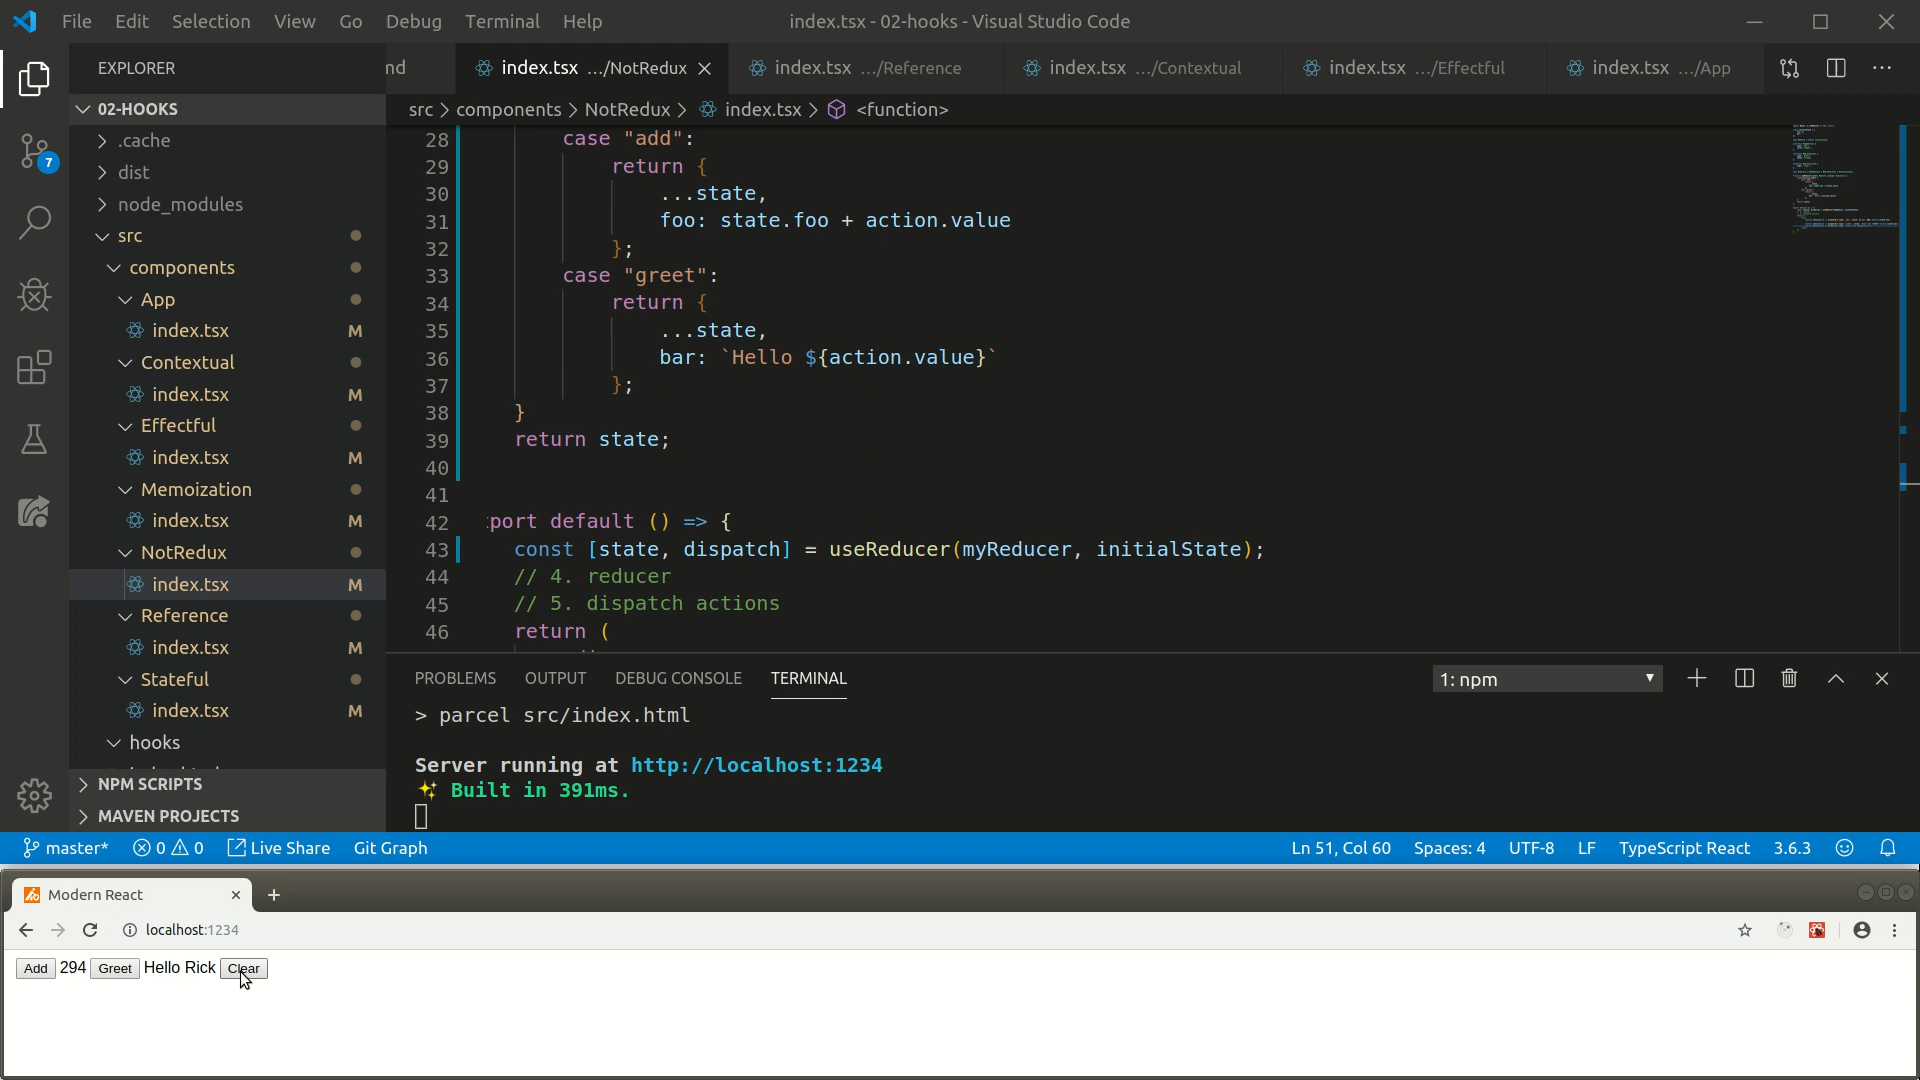 File Edit Selection View Go Debug Terminal Help
index.tsx - 02-hooks - Visual Studio Code
EXPLORER
nd
index.tsx .../NotRedux
index.tsx .../Reference
index.tsx .../Contextual
index.tsx .../Effectful
index.tsx .../App
02-HOOKS
src > components > NotRedux > index.tsx > <function>
.cache
dist
node_modules
src
components
App
index.tsx M
Contextual
index.tsx M
Effectful
index.tsx M
Memoization
index.tsx M
NotRedux
index.tsx M
Reference
index.tsx M
Stateful
index.tsx M
hooks
NPM SCRIPTS
MAVEN PROJECTS
7
28 case "add":
29 return {
30 ...state,
31 foo: state.foo + action.value
32 };
33 case "greet":
34 return {
35 ...state,
36 bar: `Hello ${action.value}`
37 };
38 }
39 return state;
40
41
42 port default () => {
43 const [state, dispatch] = useReducer(myReducer, initialState);
44 // 4. reducer
45 // 5. dispatch actions
46 return (
PROBLEMS OUTPUT DEBUG CONSOLE TERMINAL
1: npm
> parcel src/index.html
Server running at http://localhost:1234
✨ Built in 391ms.
master* 0 0 Live Share Git Graph
Ln 51, Col 60 Spaces: 4 UTF-8 LF TypeScript React 3.6.3
Modern React
localhost:1234
Add 294 Greet Hello Rick Clear